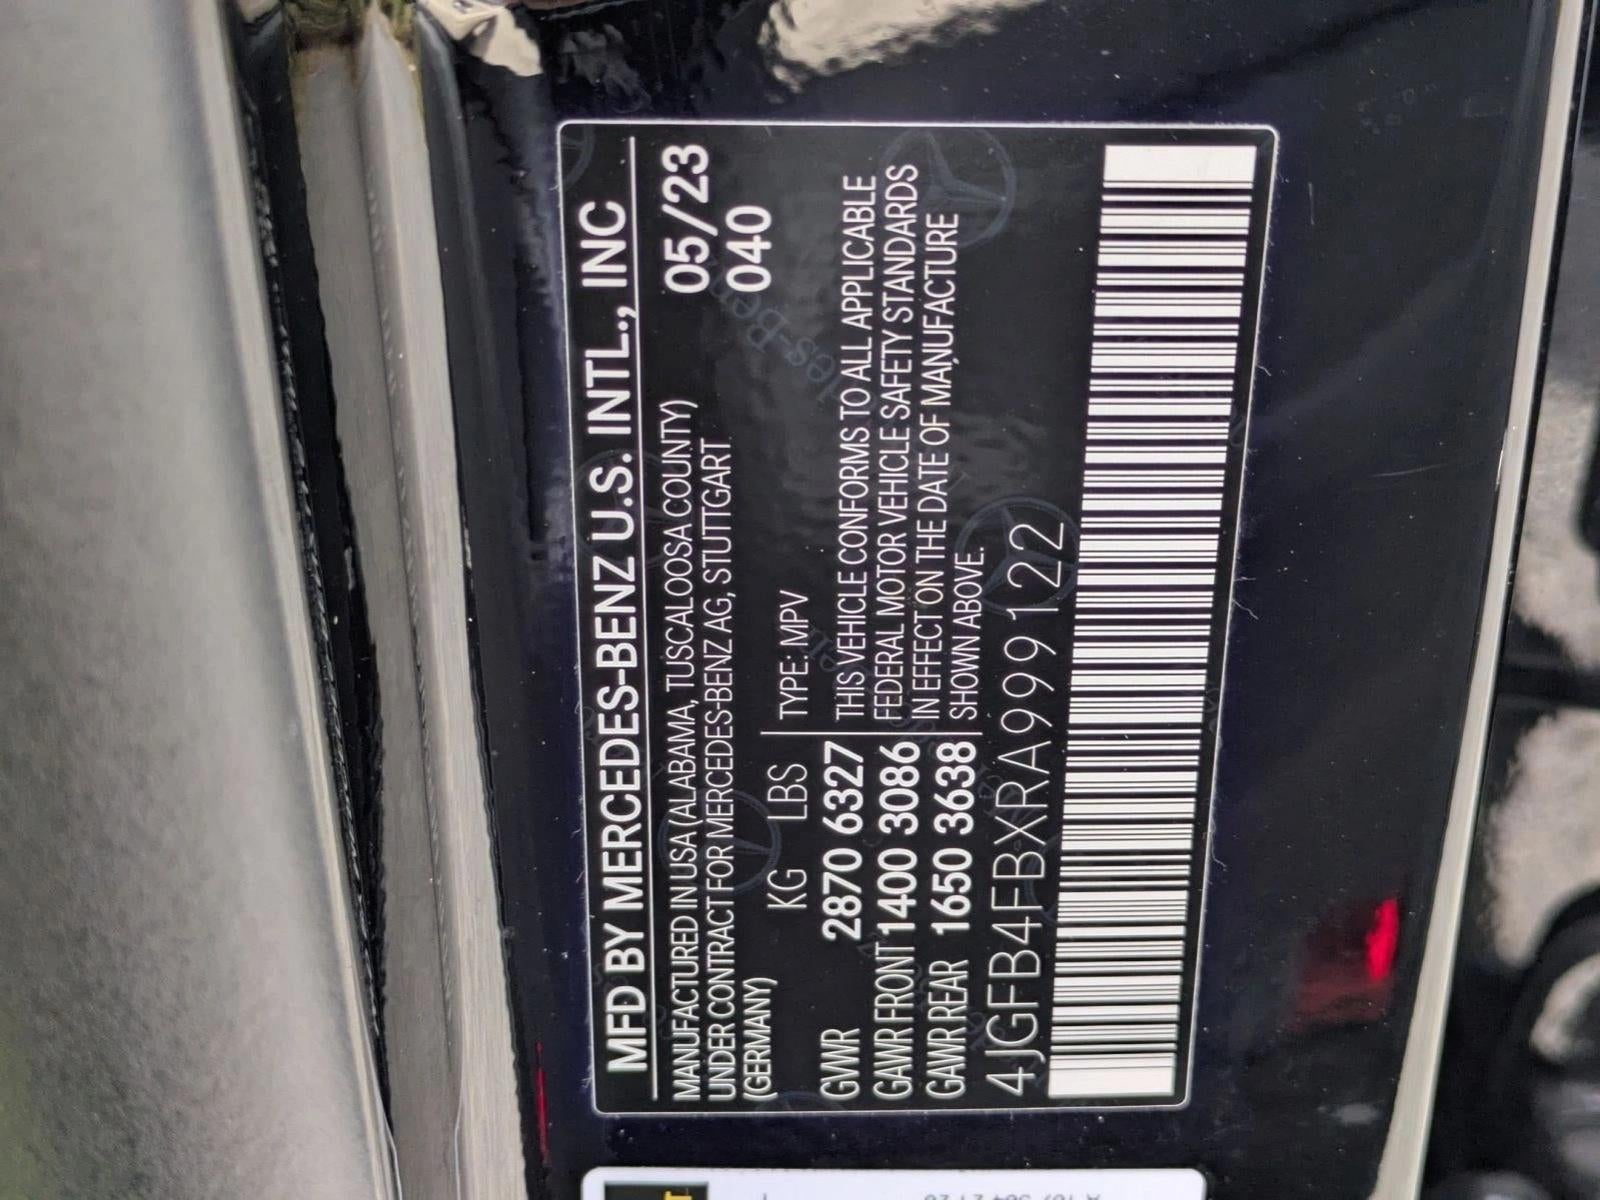 MFD BY MERCEDES-BENZ U.S. INTL., INC
MANUFACTURED IN USA (ALABAMA, TUSCALOOSA COUNTY)
UNDER CONTRACT FOR MERCEDES-BENZ AG, STUTTGART
(GERMANY)
05/23
040
KG LBS
TYPE: MPV
GVWR 2870 6327
GAWR FRONT 1400 3086
GAWR REAR 1650 3638
THIS VEHICLE CONFORMS TO ALL APPLICABLE
FEDERAL MOTOR VEHICLE SAFETY STANDARDS
IN EFFECT ON THE DATE OF MANUFACTURE
SHOWN ABOVE.
4JGFB4FBXRA999122